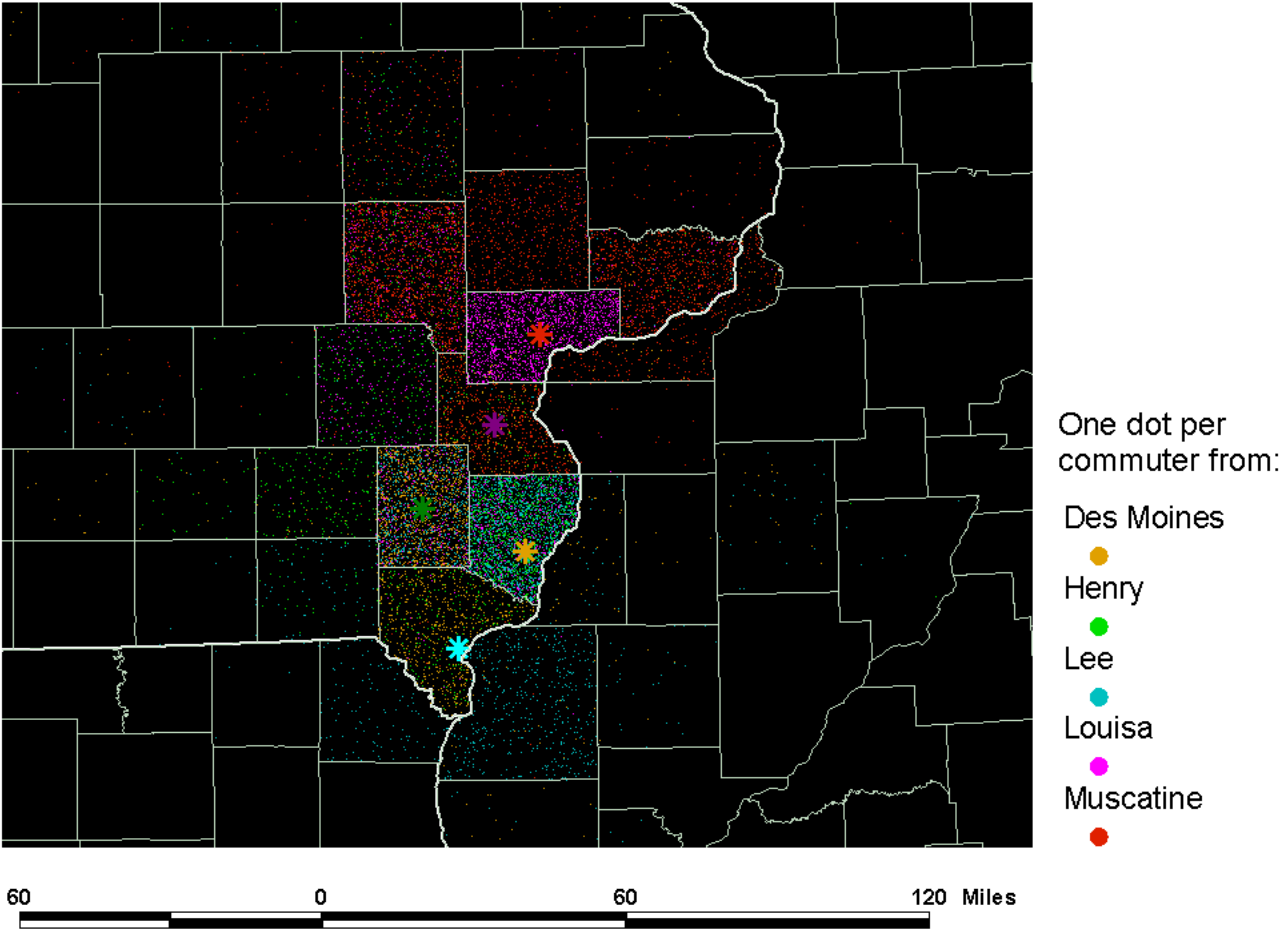 One dot per
commuter from:
Des Moines
Henry
Lee
Louisa
Muscatine
60 0 60 120 Miles